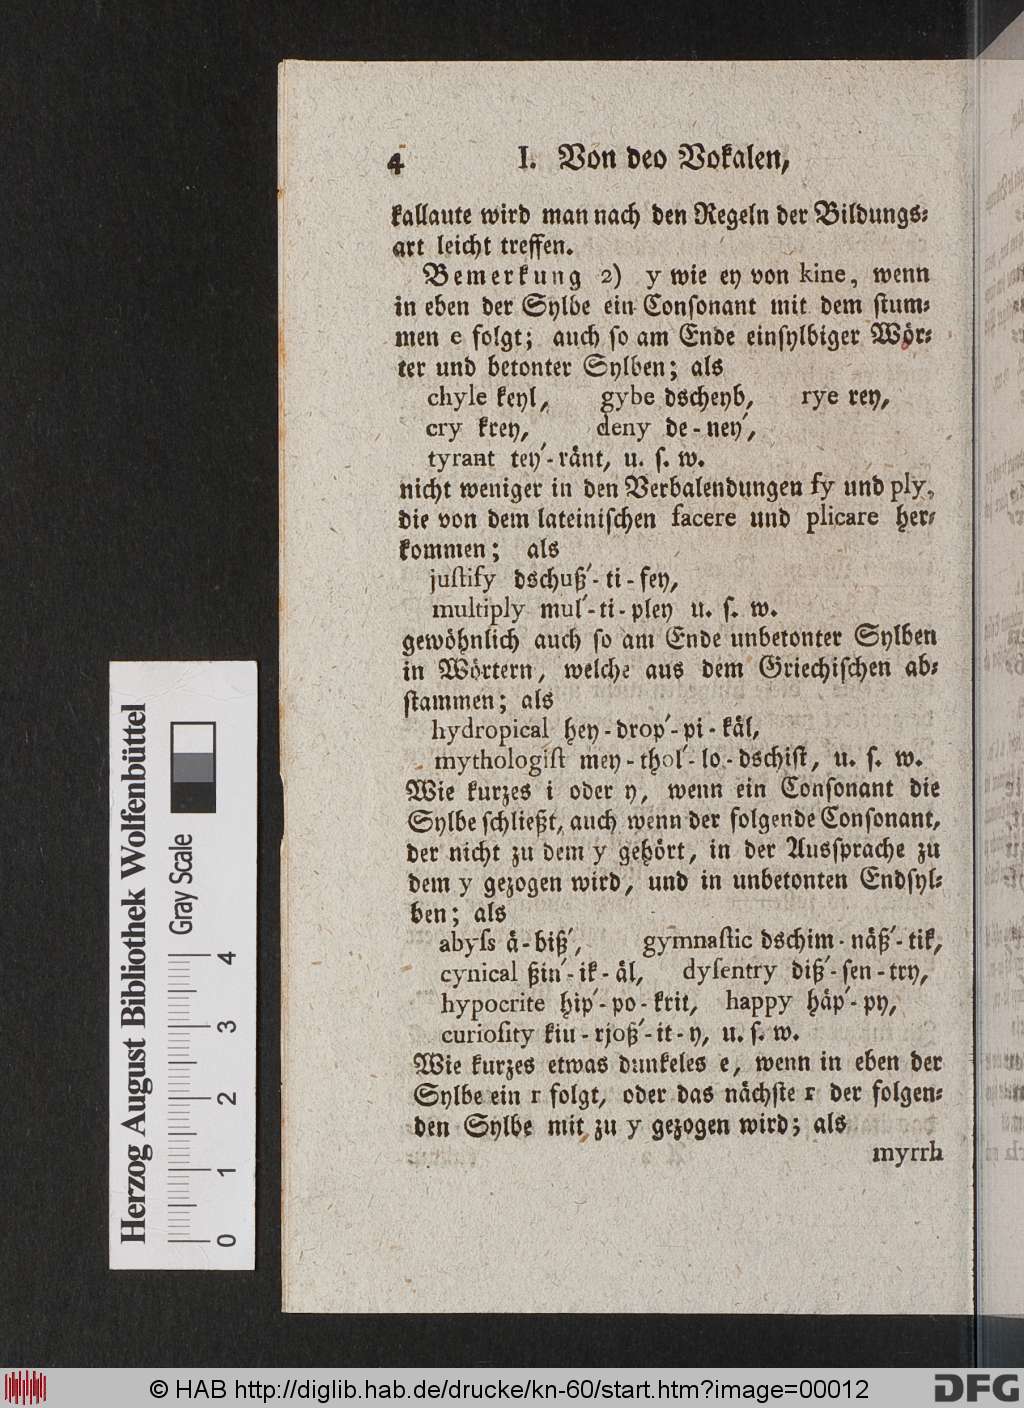 4 I. Von deo Vokalen,
kallaute wird man nach den Regeln der Bildungs⸗
art leicht treffen.
Bemerkung 2) y wie ey von kine, wenn
in eben der Sylbe ein Conſonant mit dem ſtum⸗
men e folgt; auch ſo am Ende einſylbiger Wör⸗
ter und betonter Sylben; als
chyle keyl, gybe dscheyb, rye rey,
cry krey, deny de-ney′,
tyrant tey′-ränt, u. ſ. w.
nicht weniger in den Verbalendungen fy und ply,
die von dem lateiniſchen facere und plicare her⸗
kommen; als
juſtify dschuß′-ti-fey,
multiply mul′-ti-pley u. ſ. w.
gewöhnlich auch ſo am Ende unbetonter Sylben
in Wörtern, welche aus dem Griechiſchen ab⸗
ſtammen; als
hydropical hey-drop′-pi-käl,
mythologiſt mey-thol′-lo-dschiſt, u. ſ. w.
Wie kurzes i oder y, wenn ein Conſonant die
Sylbe ſchließt, auch wenn der folgende Conſonant,
der nicht zu dem y gehört, in der Ausſprache zu
dem y gezogen wird, und in unbetonten Endſyl⸗
ben; als
abyſs ä-biß′, gymnaſtic dschim-näß′-tik,
cynical ßin′-ik-äl, dyſentry diß′-ſen-try,
hypocrite hip′-po-krit, happy häp′-py,
curioſity kiu-rjoß′-it-y, u. ſ. w.
Wie kurzes etwas dunkeles e, wenn in eben der
Sylbe ein r folgt, oder das nächſte r der folgen⸗
den Sylbe mit zu y gezogen wird; als
myrrh
Herzog August Bibliothek Wolfenbüttel
Gray Scale
0 1 2 3 4
© HAB http://diglib.hab.de/drucke/kn-60/start.htm?image=00012
DFG